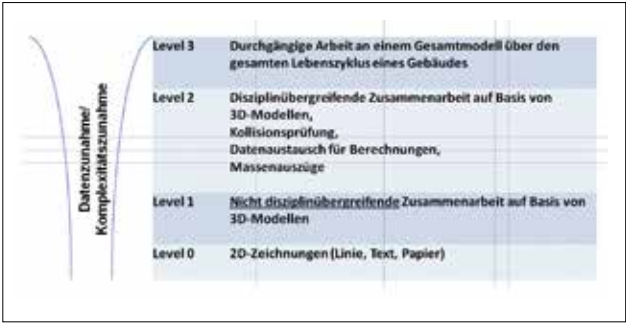 Datenzunahme/
Komplexitätszunahme
Level 3 Durchgängige Arbeit an einem Gesamtmodell über den
gesamten Lebenszyklus eines Gebäudes
Level 2 Disziplinübergreifende Zusammenarbeit auf Basis von
3D-Modellen,
Kollisionsprüfung,
Datenaustausch für Berechnungen,
Massenauszüge
Level 1 Nicht disziplinübergreifende Zusammenarbeit auf Basis von
3D-Modellen
Level 0 2D-Zeichnungen (Linie, Text, Papier)